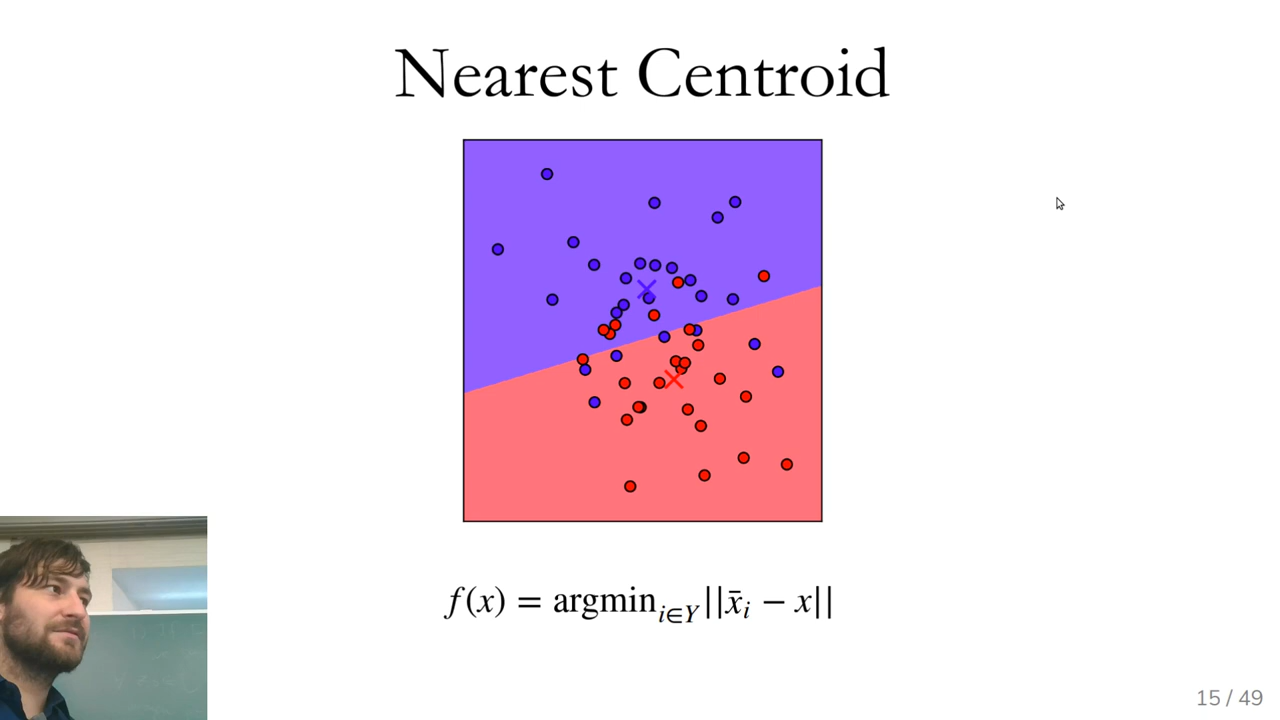 Nearest Centroid
f(x) = argmin_{i∈Y}||x̄_i − x||
15 / 49